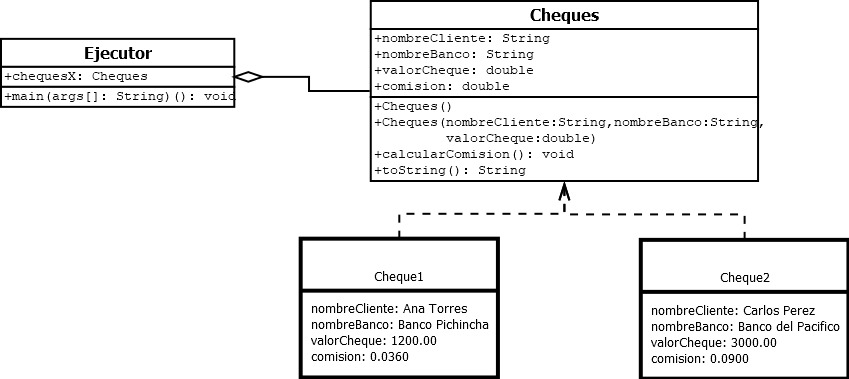 Cheques
+nombreCliente: String
+nombreBanco: String
+valorCheque: double
+comision: double
+Cheques()
+Cheques(nombreCliente:String,nombreBanco:String,
valorCheque:double)
+calcularComision(): void
+toString(): String
Ejecutor
+chequesX: Cheques
+main(args[]: String)(): void
Cheque1
nombreCliente: Ana Torres
nombreBanco: Banco Pichincha
valorCheque: 1200.00
comision: 0.0360
Cheque2
nombreCliente: Carlos Perez
nombreBanco: Banco del Pacifico
valorCheque: 3000.00
comision: 0.0900